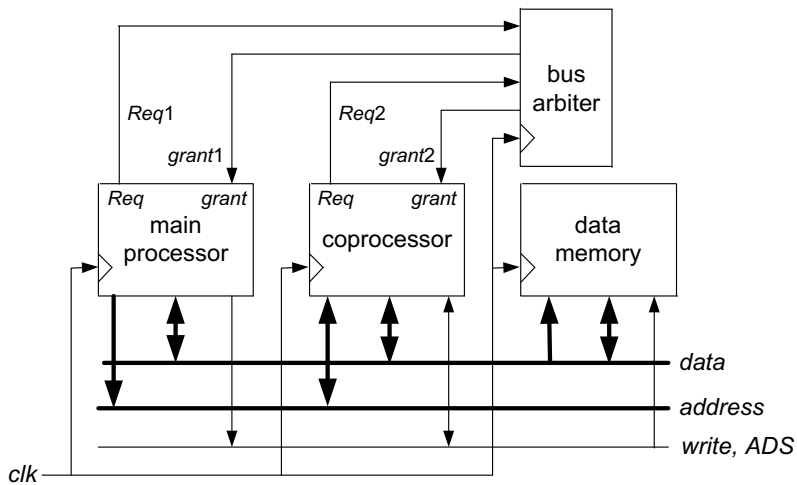 bus
arbiter
Req1
Req2
grant1
grant2
Req grant
main
processor
Req grant
coprocessor
data
memory
data
address
write, ADS
clk